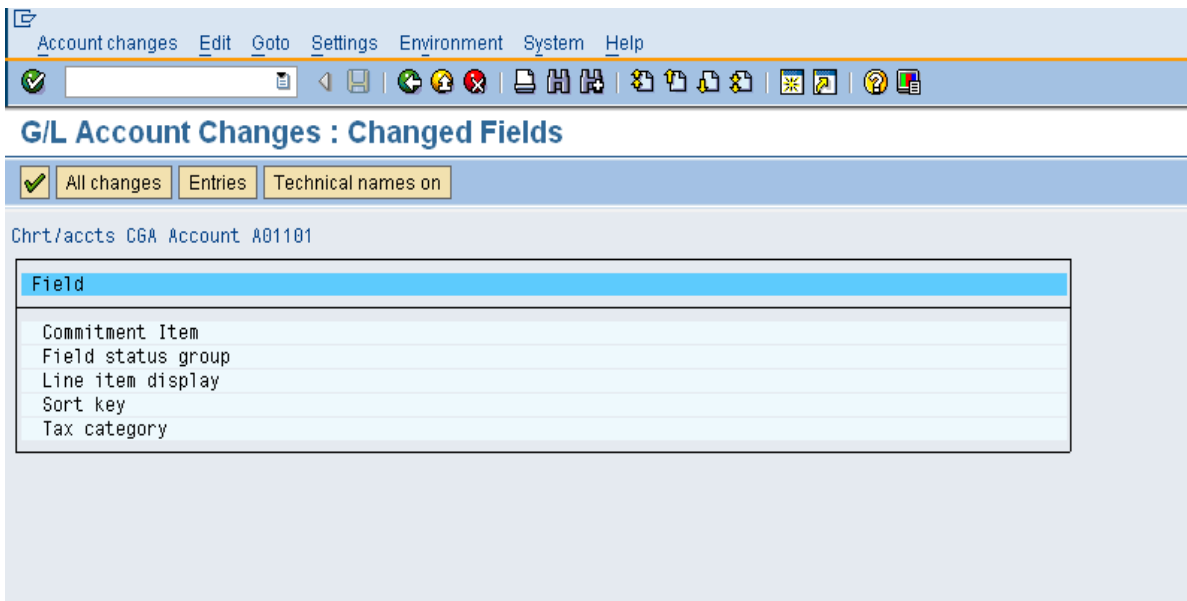 Account changes Edit Goto Settings Environment System Help
G/L Account Changes : Changed Fields
All changes Entries Technical names on
Chrt/accts CGA Account A01101
Field
Commitment Item
Field status group
Line item display
Sort key
Tax category